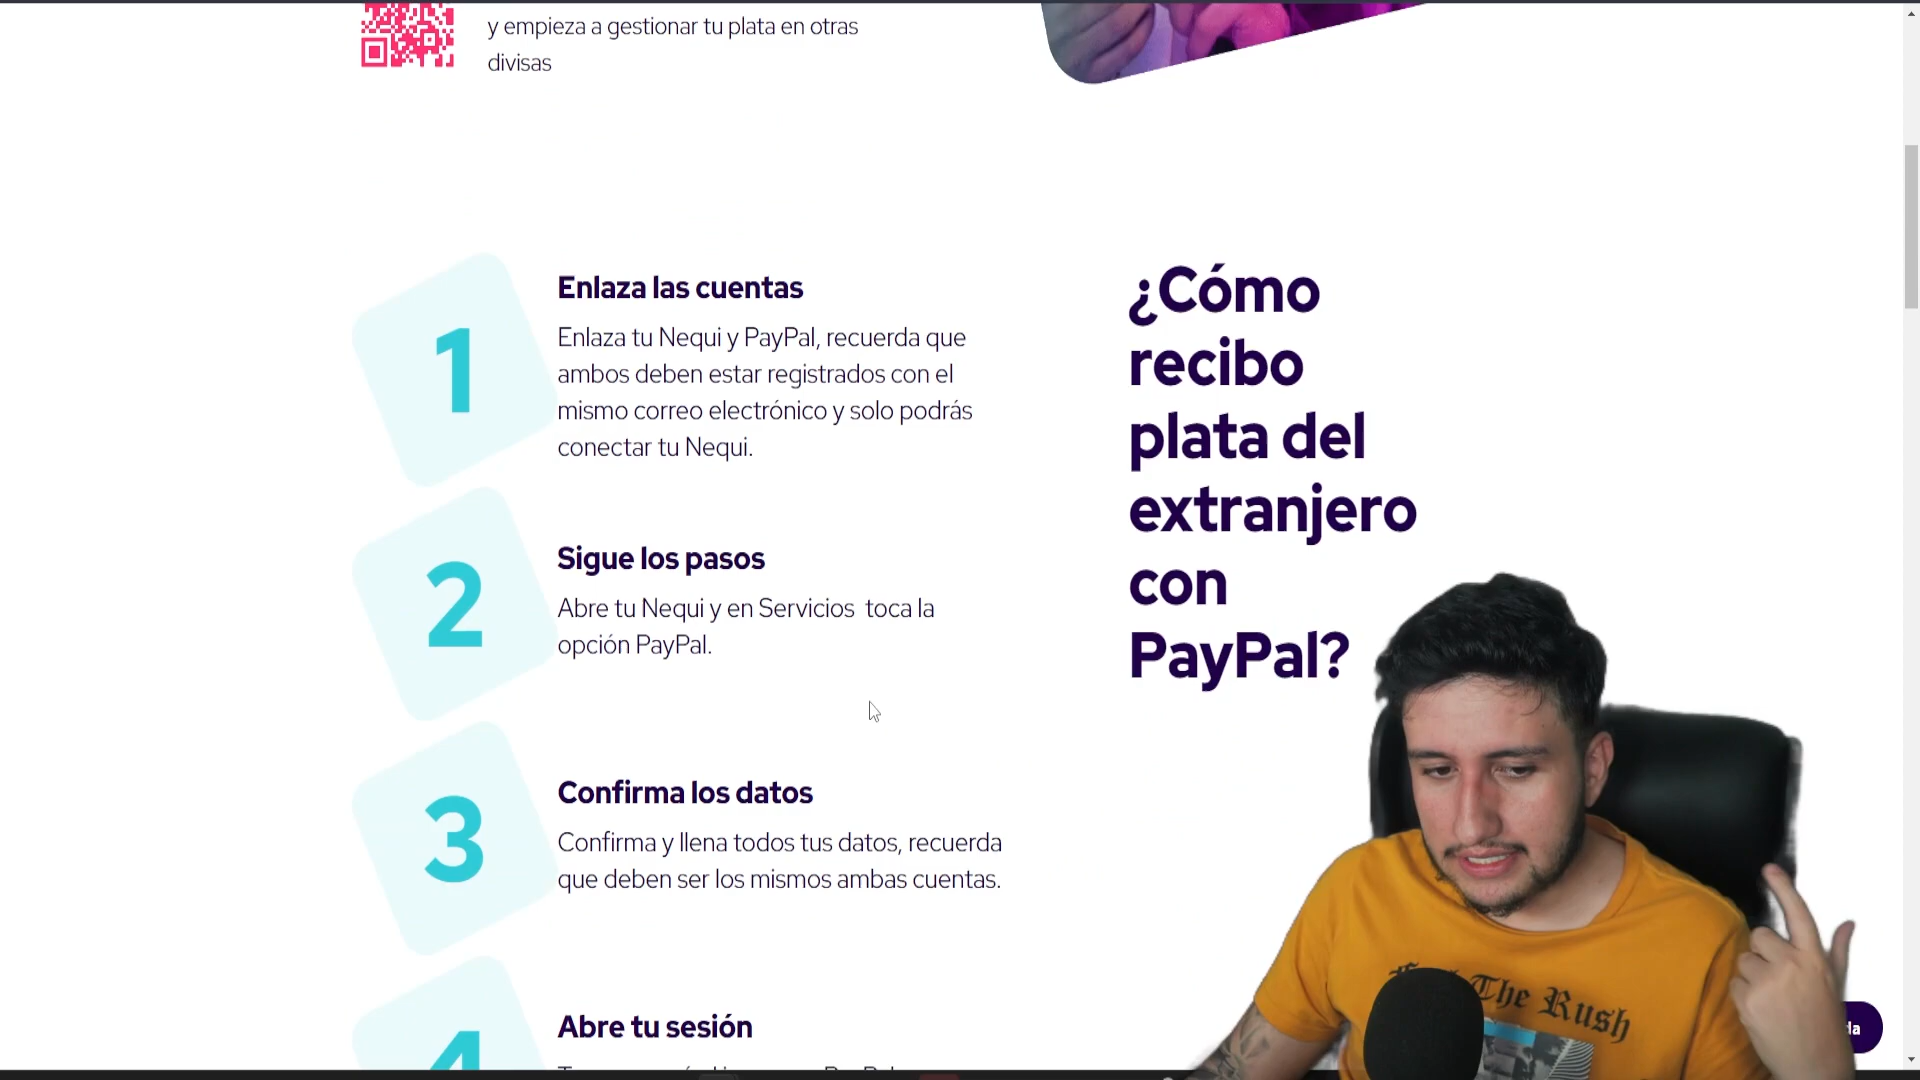 y empieza a gestionar tu plata en otras
divisas
1
Enlaza las cuentas
Enlaza tu Nequi y PayPal, recuerda que
ambos deben estar registrados con el
mismo correo electrónico y solo podrás
conectar tu Nequi.
2
Sigue los pasos
Abre tu Nequi y en Servicios toca la
opción PayPal.
3
Confirma los datos
Confirma y llena todos tus datos, recuerda
que deben ser los mismos ambas cuentas.
4
Abre tu sesión
¿Cómo
recibo
plata del
extranjero
con
PayPal?
The Rush